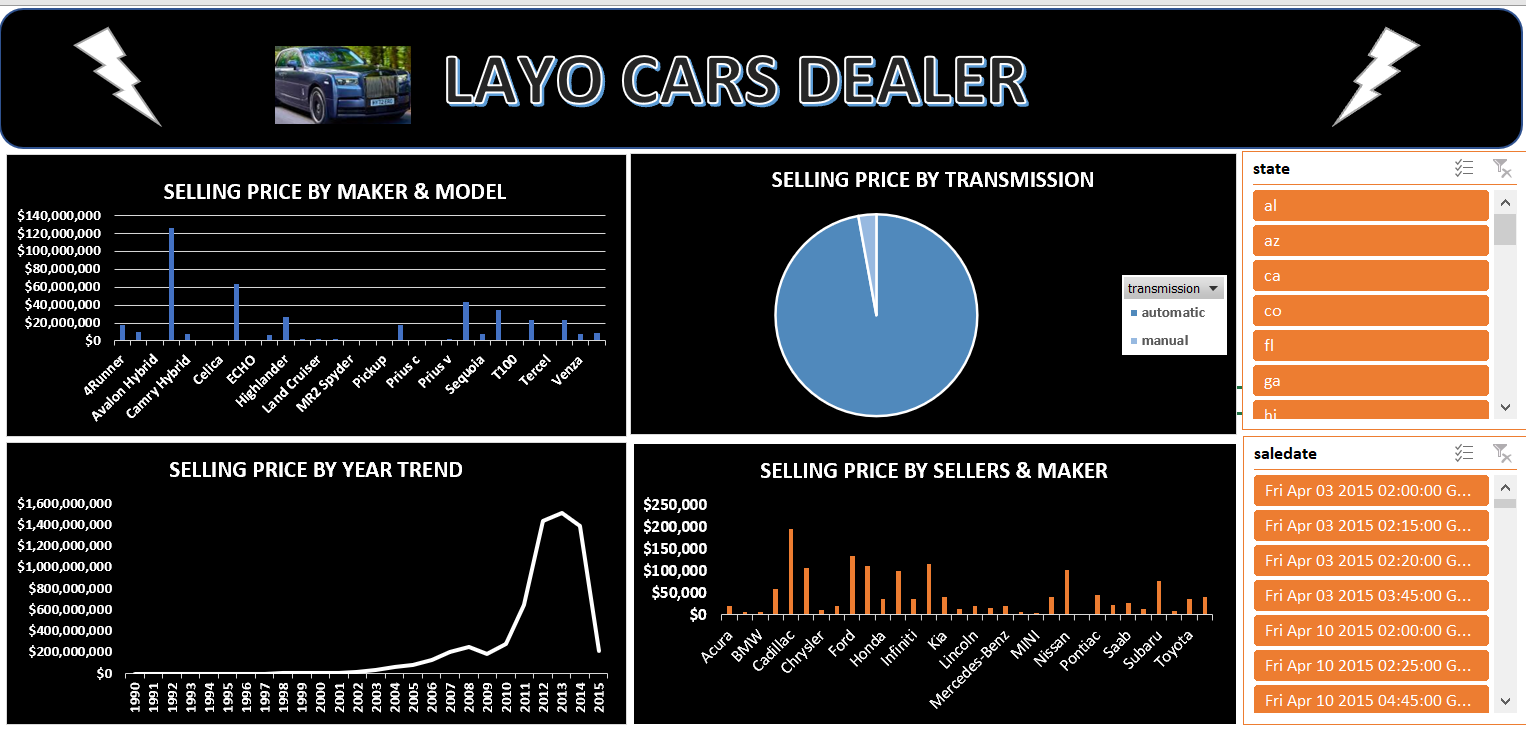 LAYO CARS DEALER
SELLING PRICE BY MAKER & MODEL
$140,000,000
$120,000,000
$100,000,000
$80,000,000
$60,000,000
$40,000,000
$20,000,000
$0
4Runner
Avalon Hybrid
Camry Hybrid
Celica
ECHO
Highlander
Land Cruiser
MR2 Spyder
Pickup
Prius c
Prius v
Sequoia
T100
Tercel
Venza
SELLING PRICE BY TRANSMISSION
transmission
automatic
manual
state
al
az
ca
co
fl
ga
hi
SELLING PRICE BY YEAR TREND
$1,600,000,000
$1,400,000,000
$1,200,000,000
$1,000,000,000
$800,000,000
$600,000,000
$400,000,000
$200,000,000
$0
1990
1991
1992
1993
1994
1995
1996
1997
1998
1999
2000
2001
2002
2003
2004
2005
2006
2007
2008
2009
2010
2011
2012
2013
2014
2015
SELLING PRICE BY SELLERS & MAKER
$250,000
$200,000
$150,000
$100,000
$50,000
$0
Acura
BMW
Cadillac
Chrysler
Ford
Honda
Infiniti
Kia
Lincoln
Mercedes-Benz
MINI
Nissan
Pontiac
Saab
Subaru
Toyota
saledate
Fri Apr 03 2015 02:00:00 G...
Fri Apr 03 2015 02:15:00 G...
Fri Apr 03 2015 02:20:00 G...
Fri Apr 03 2015 03:45:00 G...
Fri Apr 10 2015 02:00:00 G...
Fri Apr 10 2015 02:25:00 G...
Fri Apr 10 2015 04:45:00 G...